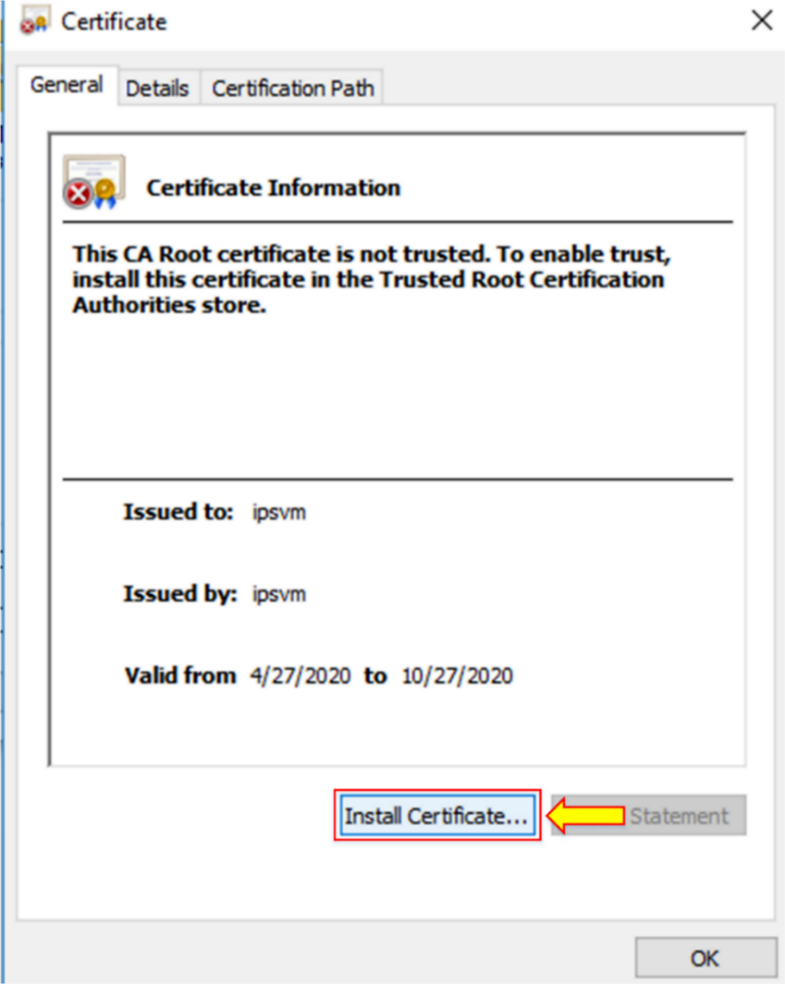 Certificate
General Details Certification Path
Certificate Information
This CA Root certificate is not trusted. To enable trust,
install this certificate in the Trusted Root Certification
Authorities store.
Issued to: ipsvm
Issued by: ipsvm
Valid from 4/27/2020 to 10/27/2020
Install Certificate... Statement
OK